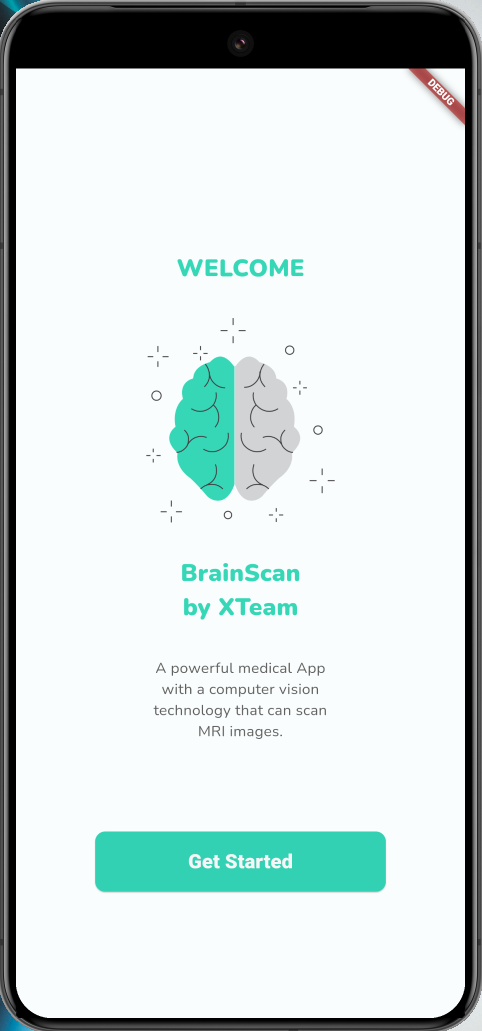 DEBUG
WELCOME
BrainScan
by XTeam
A powerful medical App
with a computer vision
technology that can scan
MRI images.
Get Started